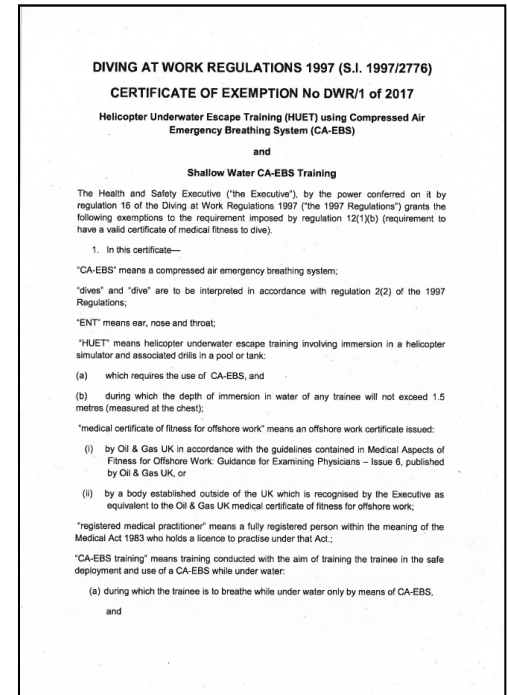 DIVING AT WORK REGULATIONS 1997 (S.I. 1997/2776)
CERTIFICATE OF EXEMPTION No DWR/1 of 2017
Helicopter Underwater Escape Training (HUET) using Compressed Air
Emergency Breathing System (CA-EBS)
and
Shallow Water CA-EBS Training
The Health and Safety Executive ("the Executive"), by the power conferred on it by
regulation 16 of the Diving at Work Regulations 1997 ("the 1997 Regulations") grants the
following exemptions to the requirement imposed by regulation 12(1)(b) (requirement to
have a valid certificate of medical fitness to dive).
1. In this certificate—
"CA-EBS" means a compressed air emergency breathing system;
"dives" and "dive" are to be interpreted in accordance with regulation 2(2) of the 1997
Regulations;
"ENT" means ear, nose and throat;
"HUET" means helicopter underwater escape training involving immersion in a helicopter
simulator and associated drills in a pool or tank:
(a) which requires the use of CA-EBS, and
(b) during which the depth of immersion in water of any trainee will not exceed 1.5
metres (measured at the chest);
"medical certificate of fitness for offshore work" means an offshore work certificate issued:
(i) by Oil & Gas UK in accordance with the guidelines contained in Medical Aspects of
Fitness for Offshore Work: Guidance for Examining Physicians – Issue 6, published
by Oil & Gas UK, or
(ii) by a body established outside of the UK which is recognised by the Executive as
equivalent to the Oil & Gas UK medical certificate of fitness for offshore work;
"registered medical practitioner" means a fully registered person within the meaning of the
Medical Act 1983 who holds a licence to practise under that Act.;
"CA-EBS training" means training conducted with the aim of training the trainee in the safe
deployment and use of a CA-EBS while under water:
(a) during which the trainee is to breathe while under water only by means of CA-EBS,
and